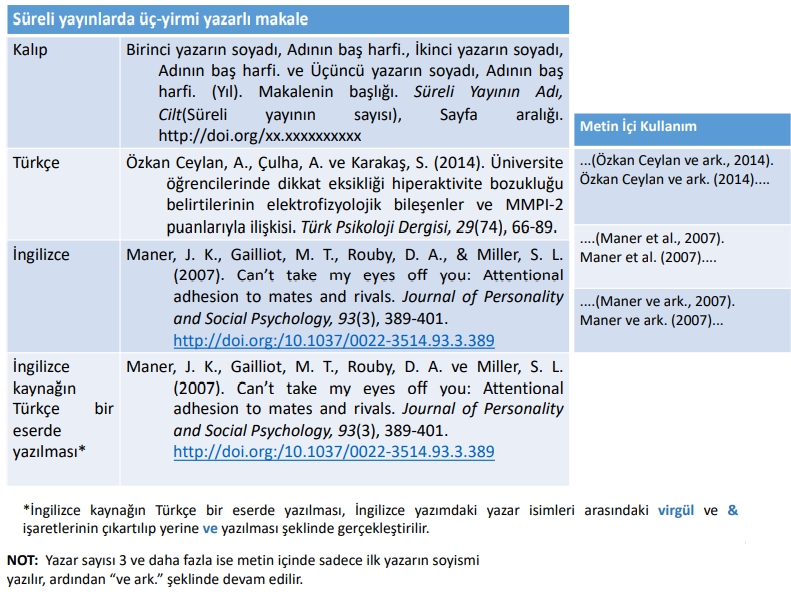 Süreli yayınlarda üç-yirmi yazarlı makale
Kalıp
Birinci yazarın soyadı, Adının baş harfi., İkinci yazarın soyadı,
Adının baş harfi. ve Üçüncü yazarın soyadı, Adının baş
harfi. (Yıl). Makalenin başlığı. Süreli Yayının Adı,
Cilt(Süreli yayının sayısı), Sayfa aralığı.
http://doi.org/xx.xxxxxxxxxx
Türkçe
Özkan Ceylan, A., Çulha, A. ve Karakaş, S. (2014). Üniversite
öğrencilerinde dikkat eksikliği hiperaktivite bozukluğu
belirtilerinin elektrofizyolojik bileşenler ve MMPI-2
puanlarıyla ilişkisi. Türk Psikoloji Dergisi, 29(74), 66-89.
İngilizce
Maner, J. K., Gailliot, M. T., Rouby, D. A., & Miller, S. L.
(2007). Can’t take my eyes off you: Attentional
adhesion to mates and rivals. Journal of Personality
and Social Psychology, 93(3), 389-401.
http://doi.org:/10.1037/0022-3514.93.3.389
İngilizce
kaynağın
Türkçe bir
eserde
yazılması*
Maner, J. K., Gailliot, M. T., Rouby, D. A. ve Miller, S. L.
(2007). Can’t take my eyes off you: Attentional
adhesion to mates and rivals. Journal of Personality
and Social Psychology, 93(3), 389-401.
http://doi.org:/10.1037/0022-3514.93.3.389
Metin İçi Kullanım
...(Özkan Ceylan ve ark., 2014).
Özkan Ceylan ve ark. (2014)....
....(Maner et al., 2007).
Maner et al. (2007)....
....(Maner ve ark., 2007).
Maner ve ark. (2007)...
*İngilizce kaynağın Türkçe bir eserde yazılması, İngilizce yazımdaki yazar isimleri arasındaki virgül ve &
işaretlerinin çıkartılıp yerine ve yazılması şeklinde gerçekleştirilir.
NOT: Yazar sayısı 3 ve daha fazla ise metin içinde sadece ilk yazarın soyismi
yazılır, ardından “ve ark.” şeklinde devam edilir.